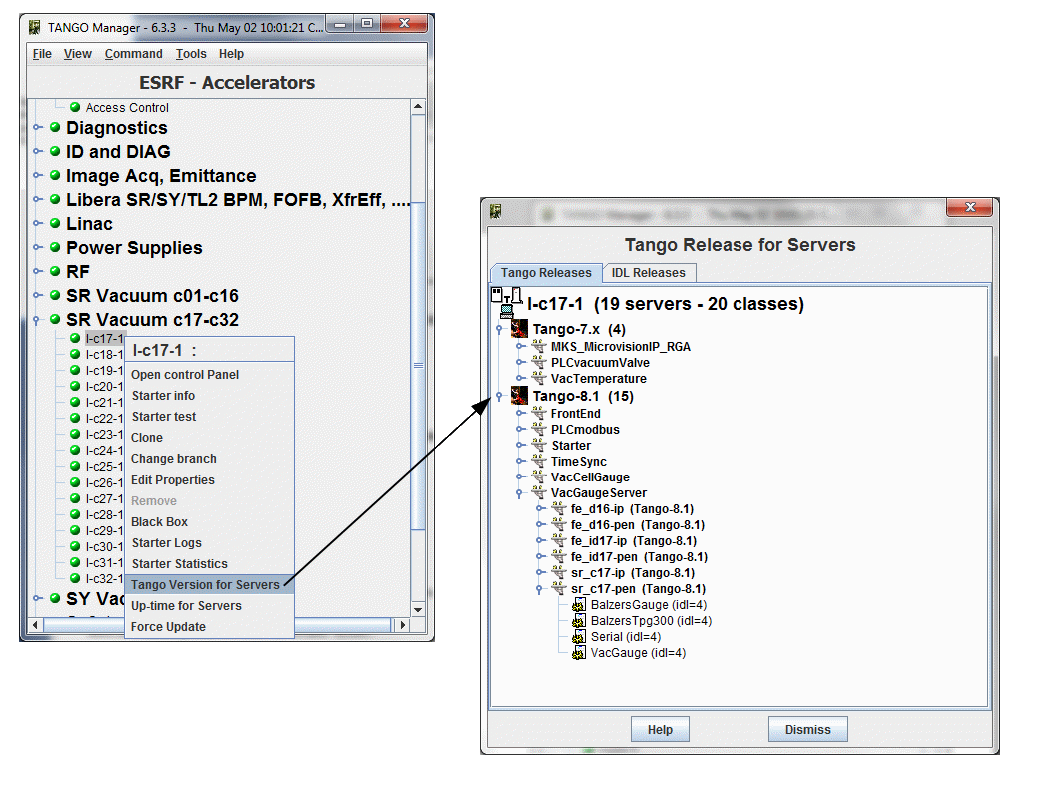 TANGO Manager - 6.3.3 - Thu May 02 10:01:21 C...
File View Command Tools Help
ESRF - Accelerators
Access Control
Diagnostics
ID and DIAG
Image Acq, Emittance
Libera SR/SY/TL2 BPM, FOFB, XfrEff, ....
Linac
Power Supplies
RF
SR Vacuum c01-c16
SR Vacuum c17-c32
l-c17-1
l-c18-1
l-c19-1
l-c20-1
l-c21-1
l-c22-1
l-c23-1
l-c24-1
l-c25-1
l-c26-1
l-c27-1
l-c28-1
l-c29-1
l-c30-1
l-c31-1
l-c32-1
SY Vac
l-c17-1 :
Open control Panel
Starter info
Starter test
Clone
Change branch
Edit Properties
Remove
Black Box
Starter Logs
Starter Statistics
Tango Version for Servers
Up-time for Servers
Force Update
Tango Release for Servers
Tango Releases IDL Releases
l-c17-1 (19 servers - 20 classes)
Tango-7.x (4)
MKS_MicrovisionIP_RGA
PLCvacuumValve
VacTemperature
Tango-8.1 (15)
FrontEnd
PLCmodbus
Starter
TimeSync
VacCellGauge
VacGaugeServer
fe_d16-ip (Tango-8.1)
fe_d16-pen (Tango-8.1)
fe_id17-ip (Tango-8.1)
fe_id17-pen (Tango-8.1)
sr_c17-ip (Tango-8.1)
sr_c17-pen (Tango-8.1)
BalzersGauge (idl=4)
BalzersTpg300 (idl=4)
Serial (idl=4)
VacGauge (idl=4)
Help Dismiss